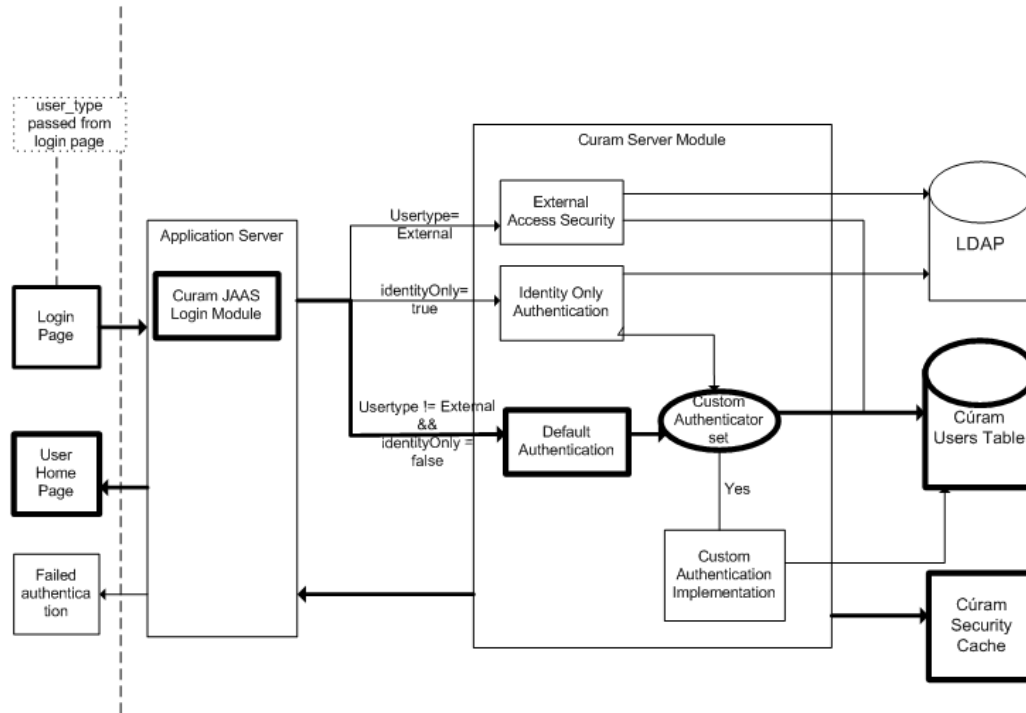 user_type
passed from
login page
Login
Page
User
Home
Page
Failed
authentica
tion
Application Server
Curam JAAS
Login Module
Usertype=
External
identityOnly=
true
Usertype != External
&&
identityOnly =
false
Curam Server Module
External
Access Security
Identity Only
Authentication
Default
Authentication
Custom
Authenticator
set
Yes
Custom
Authentication
Implementation
LDAP
Cúram
Users Table
Cúram
Security
Cache